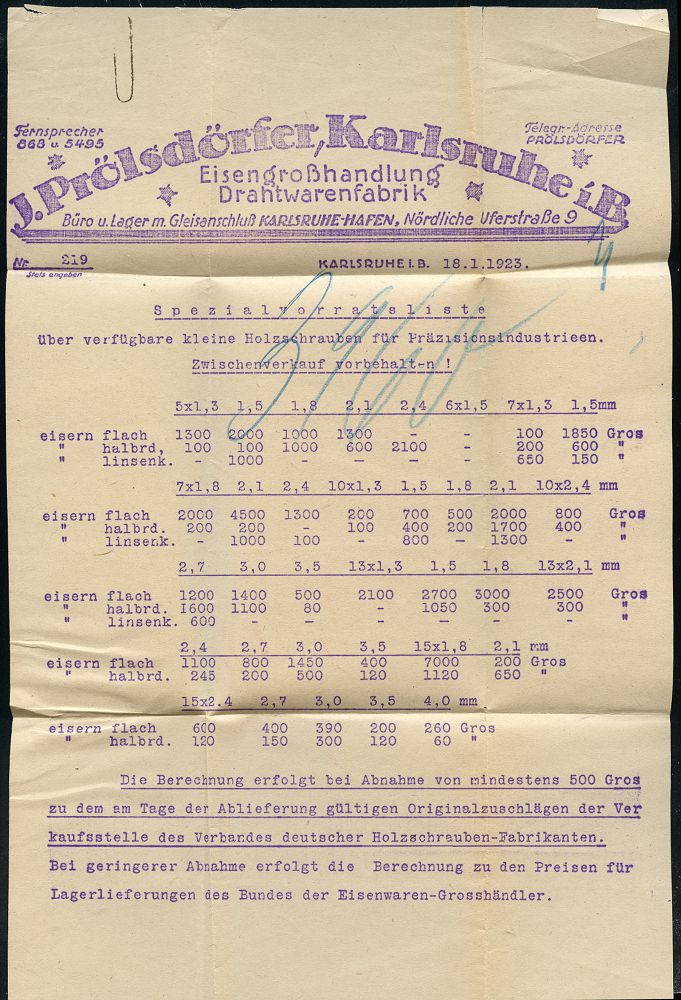 Fernsprecher
868 u. 5495
Telegr.-Adresse
PRÖLSDÖRFER
J. Prölsdörfer, Karlsruhe i.B.
Eisengroßhandlung
Drahtwarenfabrik
Büro u. Lager m. Gleisanschluß KARLSRUHE-HAFEN, Nördliche Uferstraße 9
Nr. 219
Stets angeben
KARLSRUHE I. B. 18.1.1923.
Spezialvorratsliste
über verfügbare kleine Holzschrauben für Präzisionsindustrieen.
Zwischenverkauf vorbehalten !
5x1,3 1,5 1,8 2,1 2,4 6x1,5 7x1,3 1,5mm
eisern flach 1300 2000 1900 1300 - - 100 1850 Gros
" halbrd, 100 100 1000 600 2100 - 200 600 "
" linsenk. - 1000 - - - - 650 150 "
7x1,8 2,1 2,4 10x1,3 1,5 1,8 2,1 10x2,4 mm
eisern flach 2000 4500 1300 200 700 500 2000 800 Gros
" halbrd. 200 200 - 100 400 200 1700 400 "
" linsenk. - 1000 100 - 800 - 1300 - "
2,7 3,0 3,5 13x1,3 1,5 1,8 13x2,1 mm
eisern flach 1200 1400 500 2100 2700 3000 2500 Gros
" halbrd. 1600 1100 80 - 1050 300 300 "
" linsenk. 600 - - - - - - "
2,4 2,7 3,0 3,5 15x1,8 2,1 mm
eisern flach 1100 800 1450 400 7000 200 Gros
" halbrd. 245 200 500 120 1120 650 "
15x2.4 2,7 3,0 3,5 4,0 mm
eisern flach 600 400 390 200 260 Gros
" halbrd. 120 150 300 120 60 "
Die Berechnung erfolgt bei Abnahme von mindestens 500 Gros
zu dem am Tage der Ablieferung gültigen Originalzuschlägen der Ver
kaufsstelle des Verbandes deutscher Holzschrauben-Fabrikanten.
Bei geringerer Abnahme erfolgt die Berechnung zu den Preisen für
Lagerlieferungen des Bundes der Eisenwaren-Grosshändler.